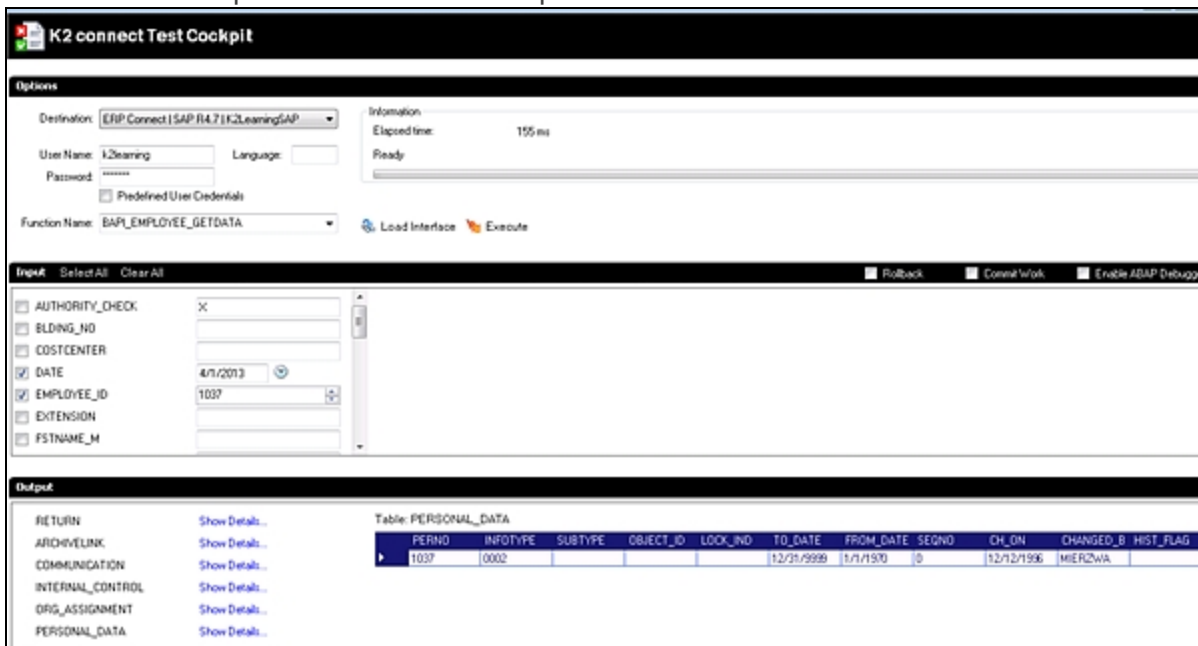 K2 connect Test Cockpit
Options
Destination: ERP Connect | SAP R4.7 | K2LearningSAP
Information
Elapsed time: 155 ms
User Name: k2learning Language:
Ready
Password: *******
Predefined User Credentials
Function Name: BAPI_EMPLOYEE_GETDATA
Load Interface Execute
Input Select All Clear All Rollback Commit Work Enable ABAP Debugg
AUTHORITY_CHECK X
BLDING_NO
COSTCENTER
DATE 4/1/2013
EMPLOYEE_ID 1037
EXTENSION
FSTNAME_M
Output
RETURN Show Details...
ARCHIVELINK Show Details...
COMMUNICATION Show Details...
INTERNAL_CONTROL Show Details...
ORG_ASSIGNMENT Show Details...
PERSONAL_DATA Show Details...
Table: PERSONAL_DATA
PERNO INFOTYPE SUBTYPE OBJECT_ID LOCK_IND TO_DATE FROM_DATE SEQNO CH_ON CHANGED_B HIST_FLAG
1037 0002 12/31/9999 1/1/1970 0 12/12/1996 MIERZWA